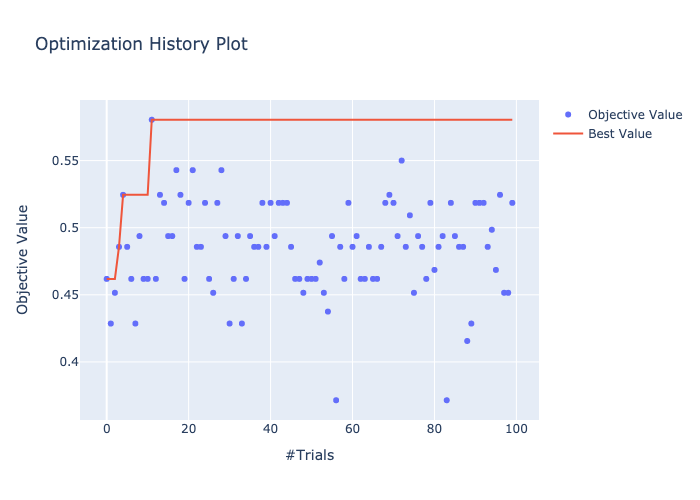 Optimization History Plot
Objective Value
Best Value
0.55
0.5
0.45
0.4
Objective Value
0 20 40 60 80 100
#Trials